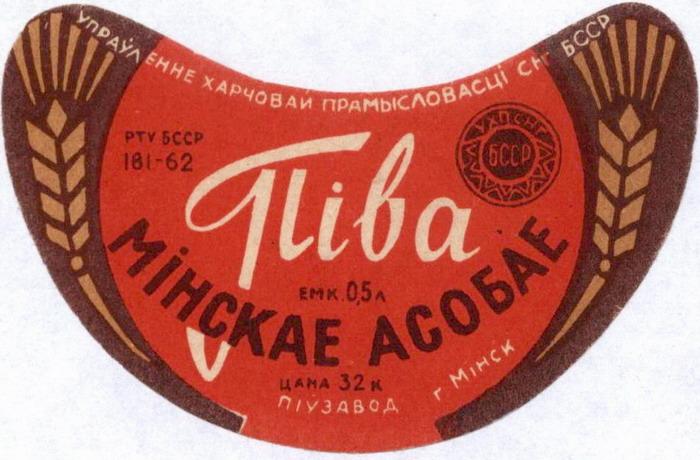 УПРАЎЛЕННЕ ХАРЧОВАЙ ПРАМЫСЛОВАСЦІ СНГ БССР
РТУ БССР
181-62
УХПСНГ
БССР
Піва
МІНСКАЕ АСОБАЕ
ЕМК. 0,5 Л
ЦАНА 32 К
ПІЎЗАВОД г. МІНСК